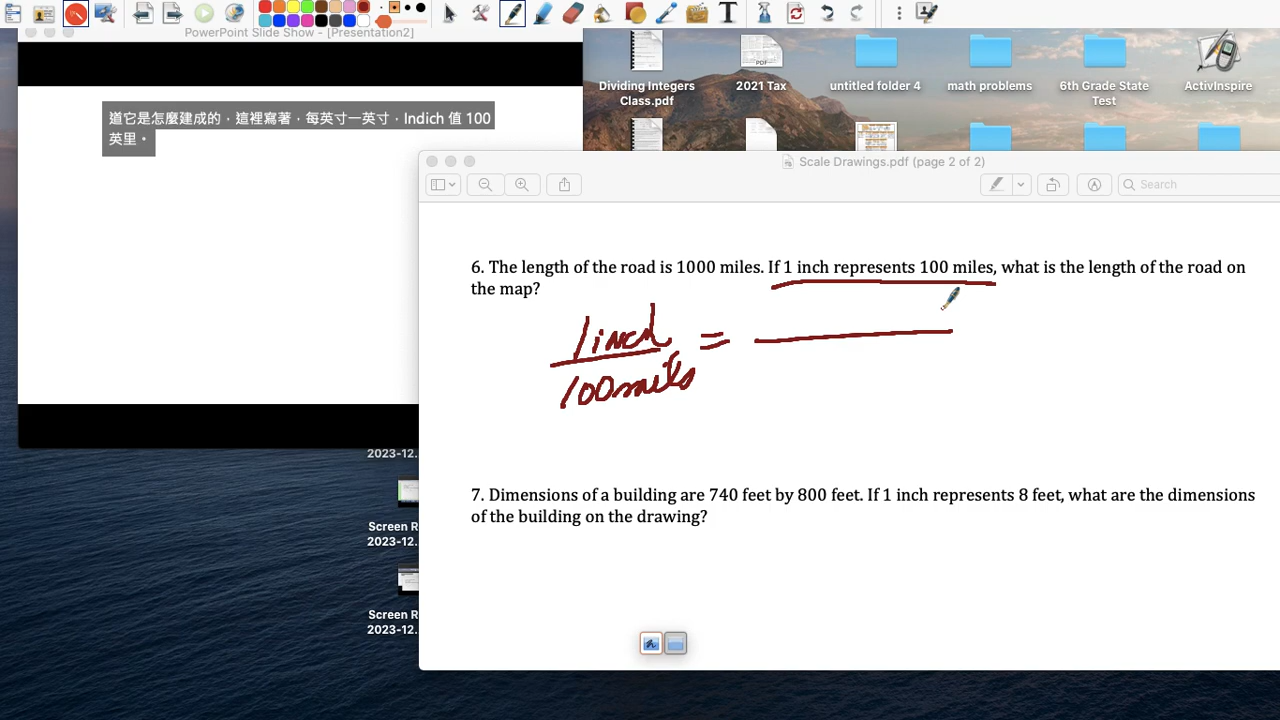 PowerPoint Slide Show - [Presentation2]
道它是怎麼建成的，這裡寫著，每英寸一英寸，Indich 值 100
英里。
Dividing Integers
Class.pdf
PDF
2021 Tax
untitled folder 4
math problems
6th Grade State
Test
ActivInspire
Scale Drawings.pdf (page 2 of 2)
Search
6. The length of the road is 1000 miles. If 1 inch represents 100 miles, what is the length of the road on
the map?
1 inch =
100 miles
7. Dimensions of a building are 740 feet by 800 feet. If 1 inch represents 8 feet, what are the dimensions
of the building on the drawing?
2023-12.
Screen R
2023-12.
Screen R
2023-12.